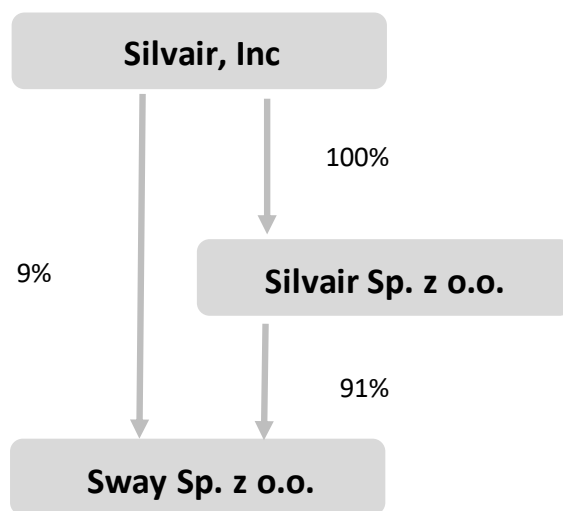 Silvair, Inc
100%
9%
Silvair Sp. z o.o.
91%
Sway Sp. z o.o.